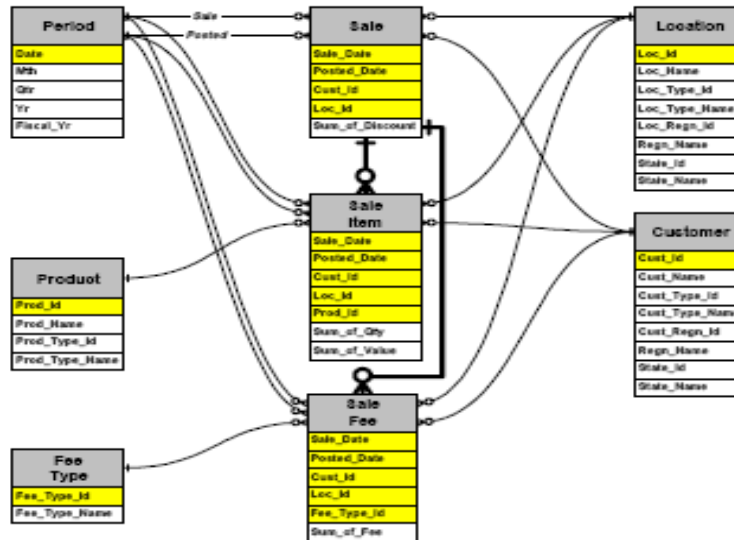 Period
Date
Mth
Qtr
Yr
Fiscal_Yr
Sale
Posted
Sale
Sale_Date
Posted_Date
Cust_Id
Loc_Id
Sum_of_Discount
Location
Loc_Id
Loc_Name
Loc_Type_Id
Loc_Type_Name
Loc_Regn_Id
Regn_Name
State_Id
State_Name
Sale
Item
Sale_Date
Posted_Date
Cust_Id
Loc_Id
Prod_Id
Sum_of_Qty
Sum_of_Value
Customer
Cust_Id
Cust_Name
Cust_Type_Id
Cust_Type_Name
Cust_Regn_Id
Regn_Name
State_Id
State_Name
Product
Prod_Id
Prod_Name
Prod_Type_Id
Prod_Type_Name
Sale
Fee
Sale_Date
Posted_Date
Cust_Id
Loc_Id
Fee_Type_Id
Sum_of_Fee
Fee
Type
Fee_Type_Id
Fee_Type_Name